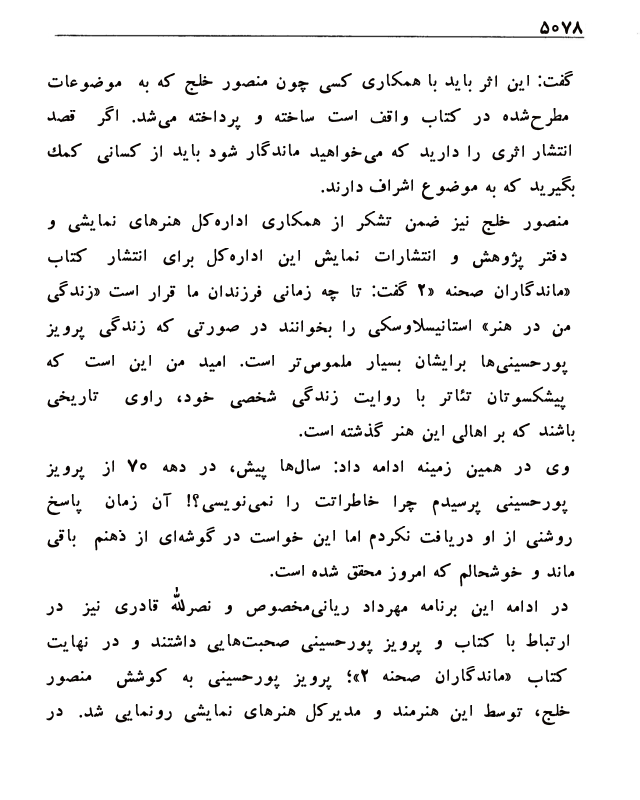 ۵۰۷۸
گفت: این اثر باید با همکاری کسی چون منصور خلج که به موضوعات
مطرح‌شده در کتاب واقف است ساخته و پرداخته می‌شد. اگر قصد
انتشار اثری را دارید که می‌خواهید ماندگار شود باید از کسانی کمك
بگیرید که به موضوع اشراف دارند.
منصور خلج نیز ضمن تشکر از همکاری اداره‌کل هنرهای نمایشی و
دفتر پژوهش و انتشارات نمایش این اداره‌کل برای انتشار کتاب
«ماندگاران صحنه «۲ گفت: تا چه زمانی فرزندان ما قرار است «زندگی
من در هنر» استانیسلاوسکی را بخوانند در صورتی که زندگی پرویز
پورحسینی‌ها برایشان بسیار ملموس‌تر است. امید من این است که
پیشکسوتان تئاتر با روایت زندگی شخصی خود، راوی تاریخی
باشند که بر اهالی این هنر گذشته است.
وی در همین زمینه ادامه داد: سال‌ها پیش، در دهه ۷۰ از پرویز
پورحسینی پرسیدم چرا خاطراتت را نمی‌نویسی؟! آن زمان پاسخ
روشنی از او دریافت نکردم اما این خواست در گوشه‌ای از ذهنم باقی
ماند و خوشحالم که امروز محقق شده است.
در ادامه این برنامه مهرداد ریانی‌مخصوص و نصرالله قادری نیز در
ارتباط با کتاب و پرویز پورحسینی صحبت‌هایی داشتند و در نهایت
کتاب «ماندگاران صحنه ۲»؛ پرویز پورحسینی به کوشش منصور
خلج، توسط این هنرمند و مدیرکل هنرهای نمایشی رونمایی شد. در